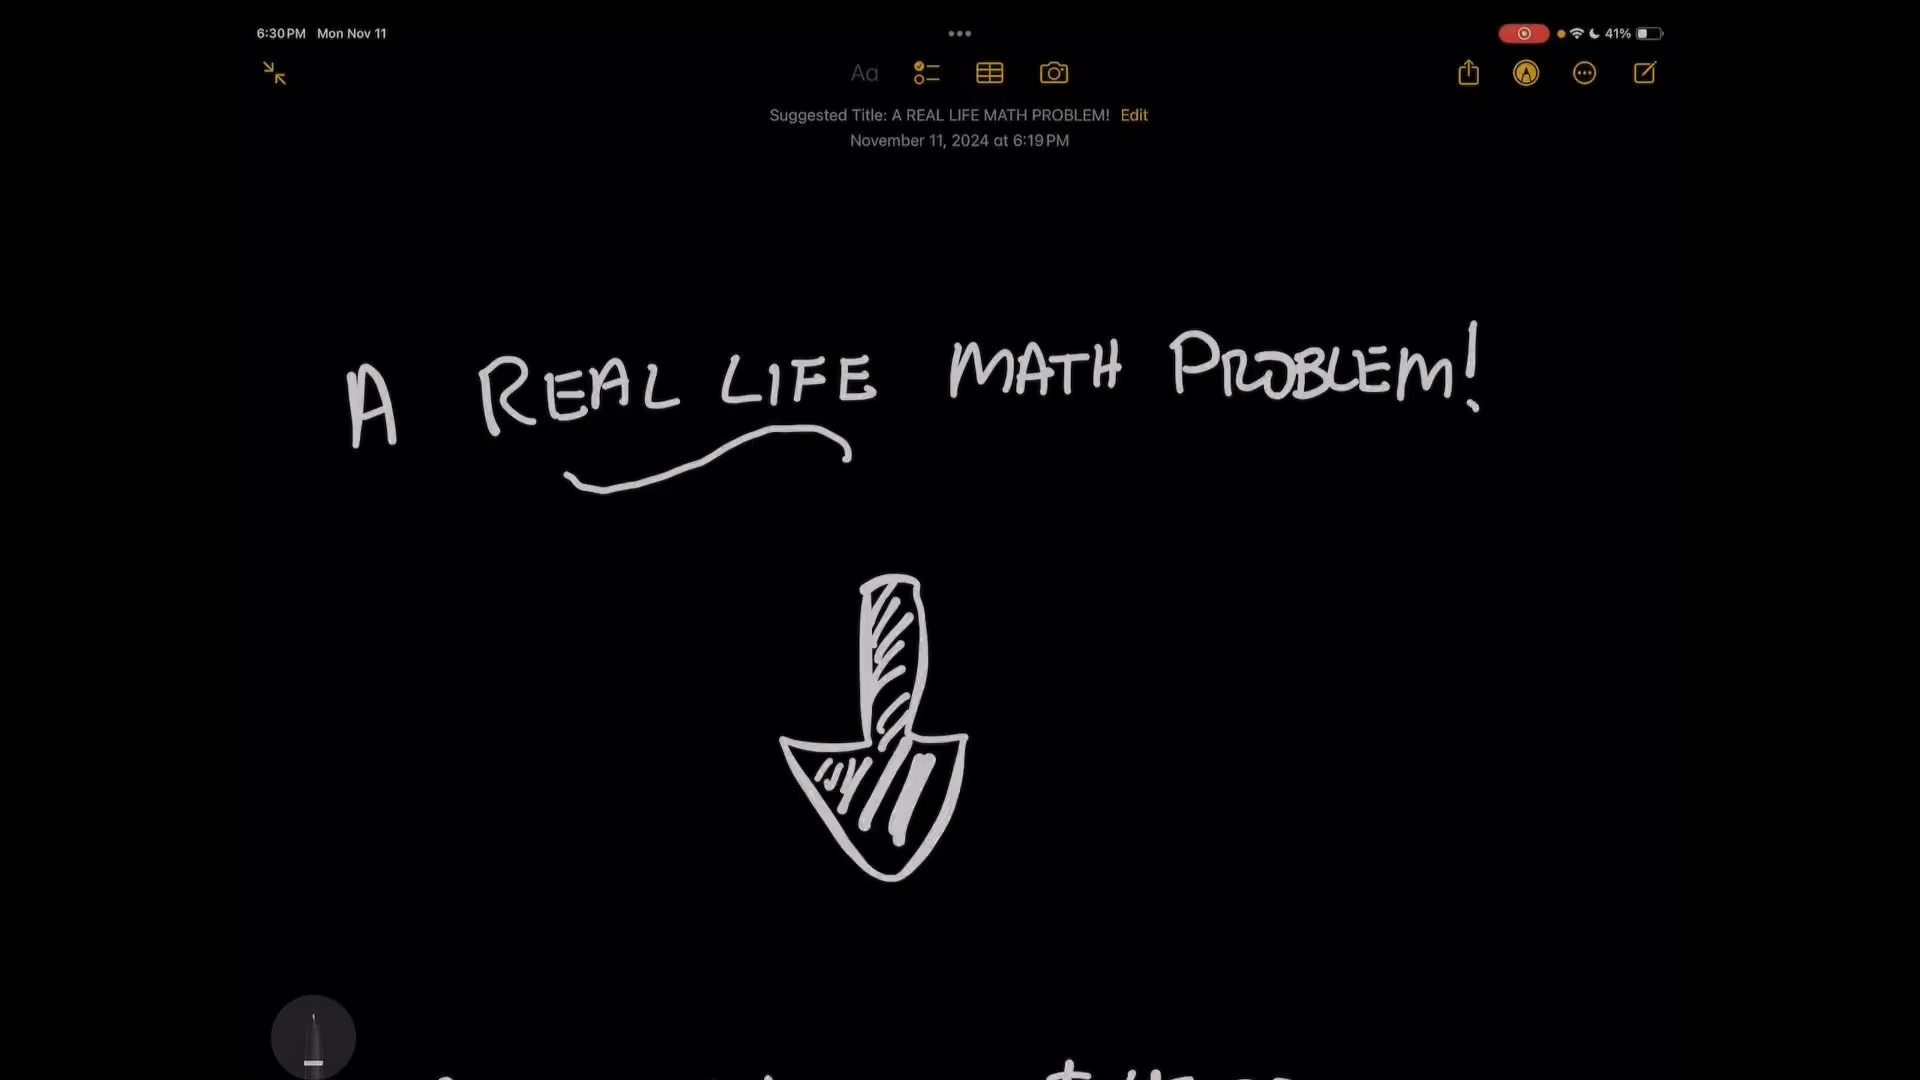 6:30 PM Mon Nov 11
41%
Aa
Suggested Title: A REAL LIFE MATH PROBLEM! Edit
November 11, 2024 at 6:19 PM
A REAL LIFE MATH PROBLEM!